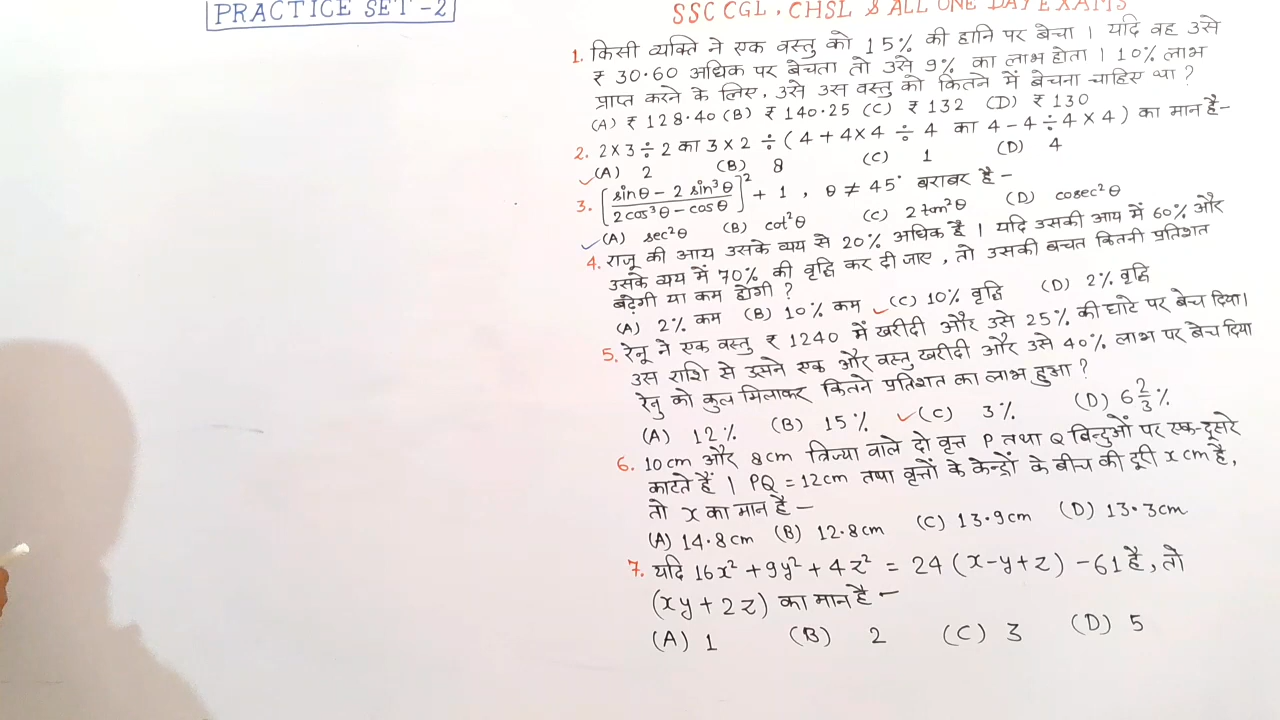 PRACTICE SET -2
SSC CGL, CHSL & ALL ONE DAY EXAMS
1. किसी व्यक्ति ने एक वस्तु को 15% की हानि पर बेचा । यदि वह उसे
₹ 30.60 अधिक पर बेचता तो उसे 9% का लाभ होता । 10% लाभ
प्राप्त करने के लिए, उसे उस वस्तु को कितने में बेचना चाहिए था ?
(A) ₹ 128.40 (B) ₹ 140.25 (C) ₹ 132 (D) ₹ 130
2. 2×3÷2 का 3×2 ÷ (4+4×4 ÷ 4 का 4-4÷4×4) का मान है-
✓(A) 2 (B) 8 (C) 1 (D) 4
3. [(sinθ - 2 sin³θ)/(2cos³θ - cosθ)]² + 1 , θ ≠ 45° बराबर है -
✓(A) sec²θ (B) cot²θ (C) 2tan²θ (D) cosec²θ
4. राजू की आय उसके व्यय से 20% अधिक है । यदि उसकी आय में 60% और
उसके व्यय में 70% की वृद्धि कर दी जाए , तो उसकी बचत कितनी प्रतिशत
बढ़ेगी या कम होगी ?
(A) 2% कम (B) 10% कम ✓(C) 10% वृद्धि (D) 2% वृद्धि
5. रेनू ने एक वस्तु ₹ 1240 में खरीदी और उसे 25% की घाटे पर बेच दिया।
उस राशि से उसने एक और वस्तु खरीदी और उसे 40% लाभ पर बेच दिया
रेनु को कुल मिलाकर कितने प्रतिशत का लाभ हुआ ?
(A) 12% (B) 15% ✓(C) 5% (D) 6 2/3 %
6. 10cm और 8cm त्रिज्या वाले दो वृत्त P तथा Q बिन्दुओं पर एक-दूसरे
काटते हैं । PQ = 12cm तथा वृत्तों के केन्द्रों के बीच की दूरी x cm है,
तो x का मान है -
(A) 14.8cm (B) 12.8cm (C) 13.9cm (D) 13.3cm
7. यदि 16x² + 9y² + 4z² = 24 (x-y+z) - 61 है, तो
(xy + 2z) का मान है -
(A) 1 (B) 2 (C) 3 (D) 5